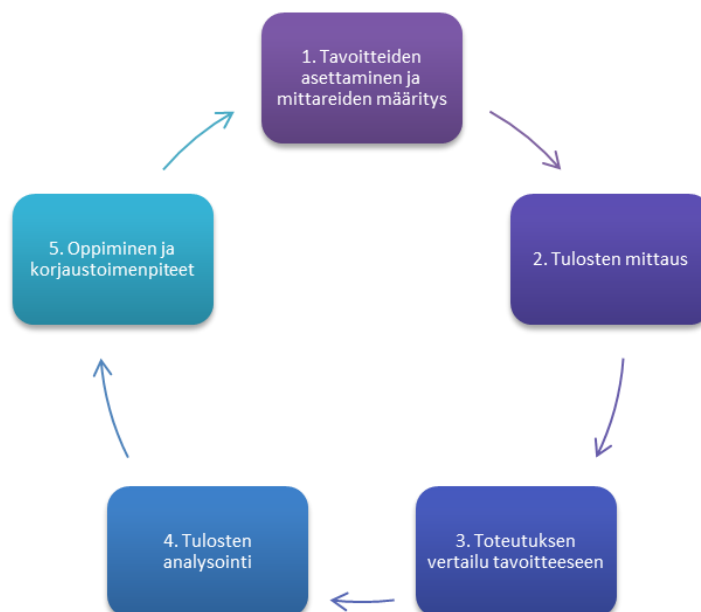 1. Tavoitteiden
asettaminen ja
mittareiden määritys
2. Tulosten mittaus
3. Toteutuksen
vertailu tavoitteeseen
4. Tulosten
analysointi
5. Oppiminen ja
korjaustoimenpiteet